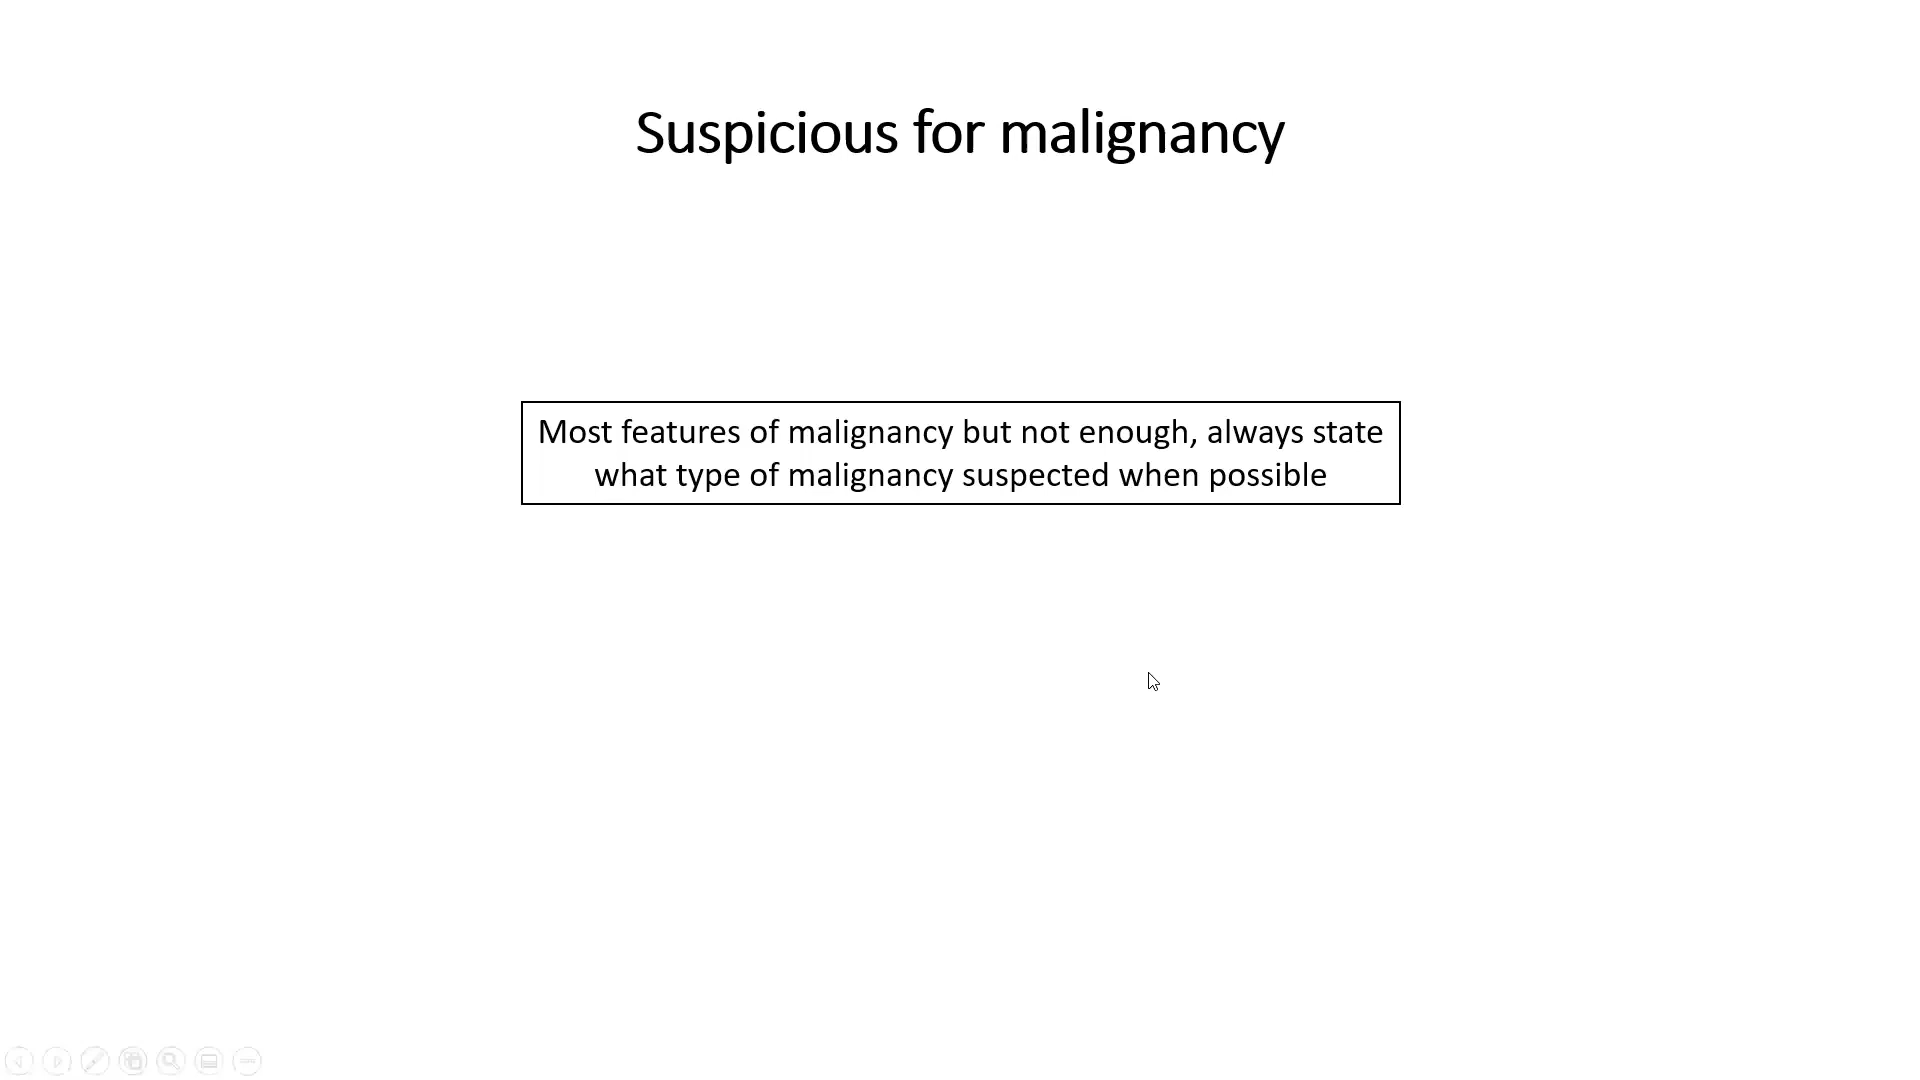 Suspicious for malignancy
Most features of malignancy but not enough, always state
what type of malignancy suspected when possible